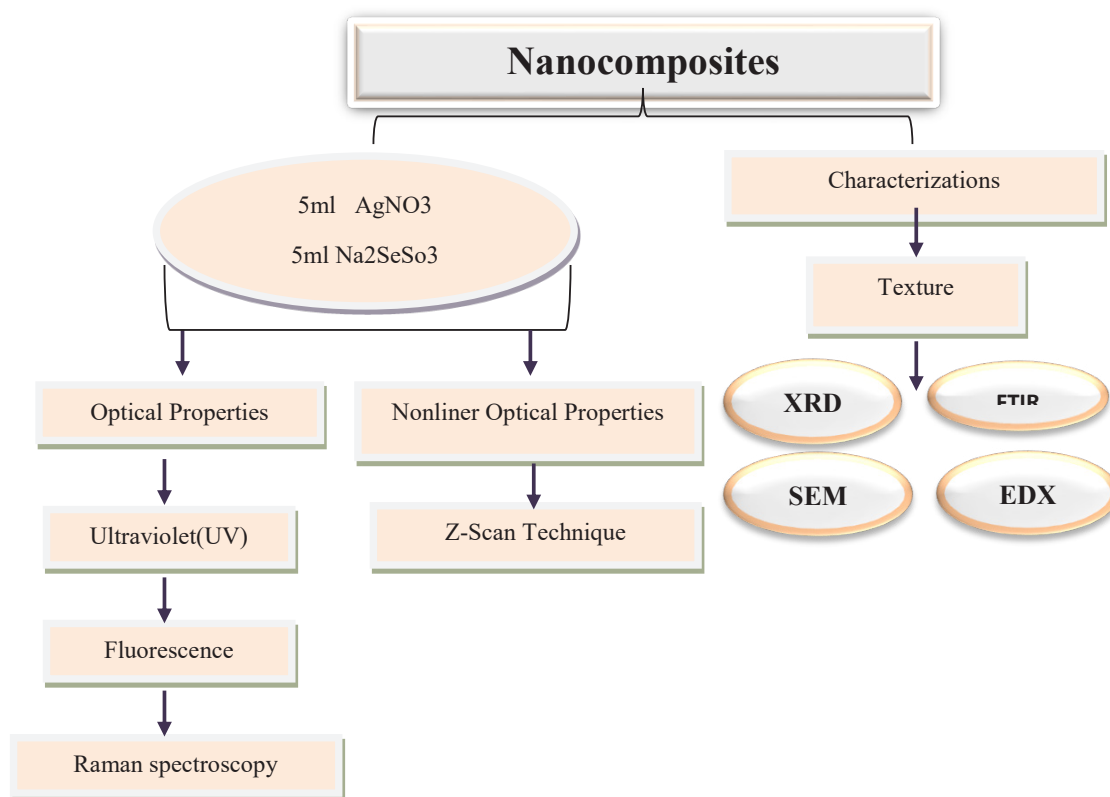 Nanocomposites
5ml AgNO3
5ml Na2SeSo3
Characterizations
Texture
XRD
FTIR
SEM
EDX
Optical Properties
Nonliner Optical Properties
Ultraviolet(UV)
Z-Scan Technique
Fluorescence
Raman spectroscopy